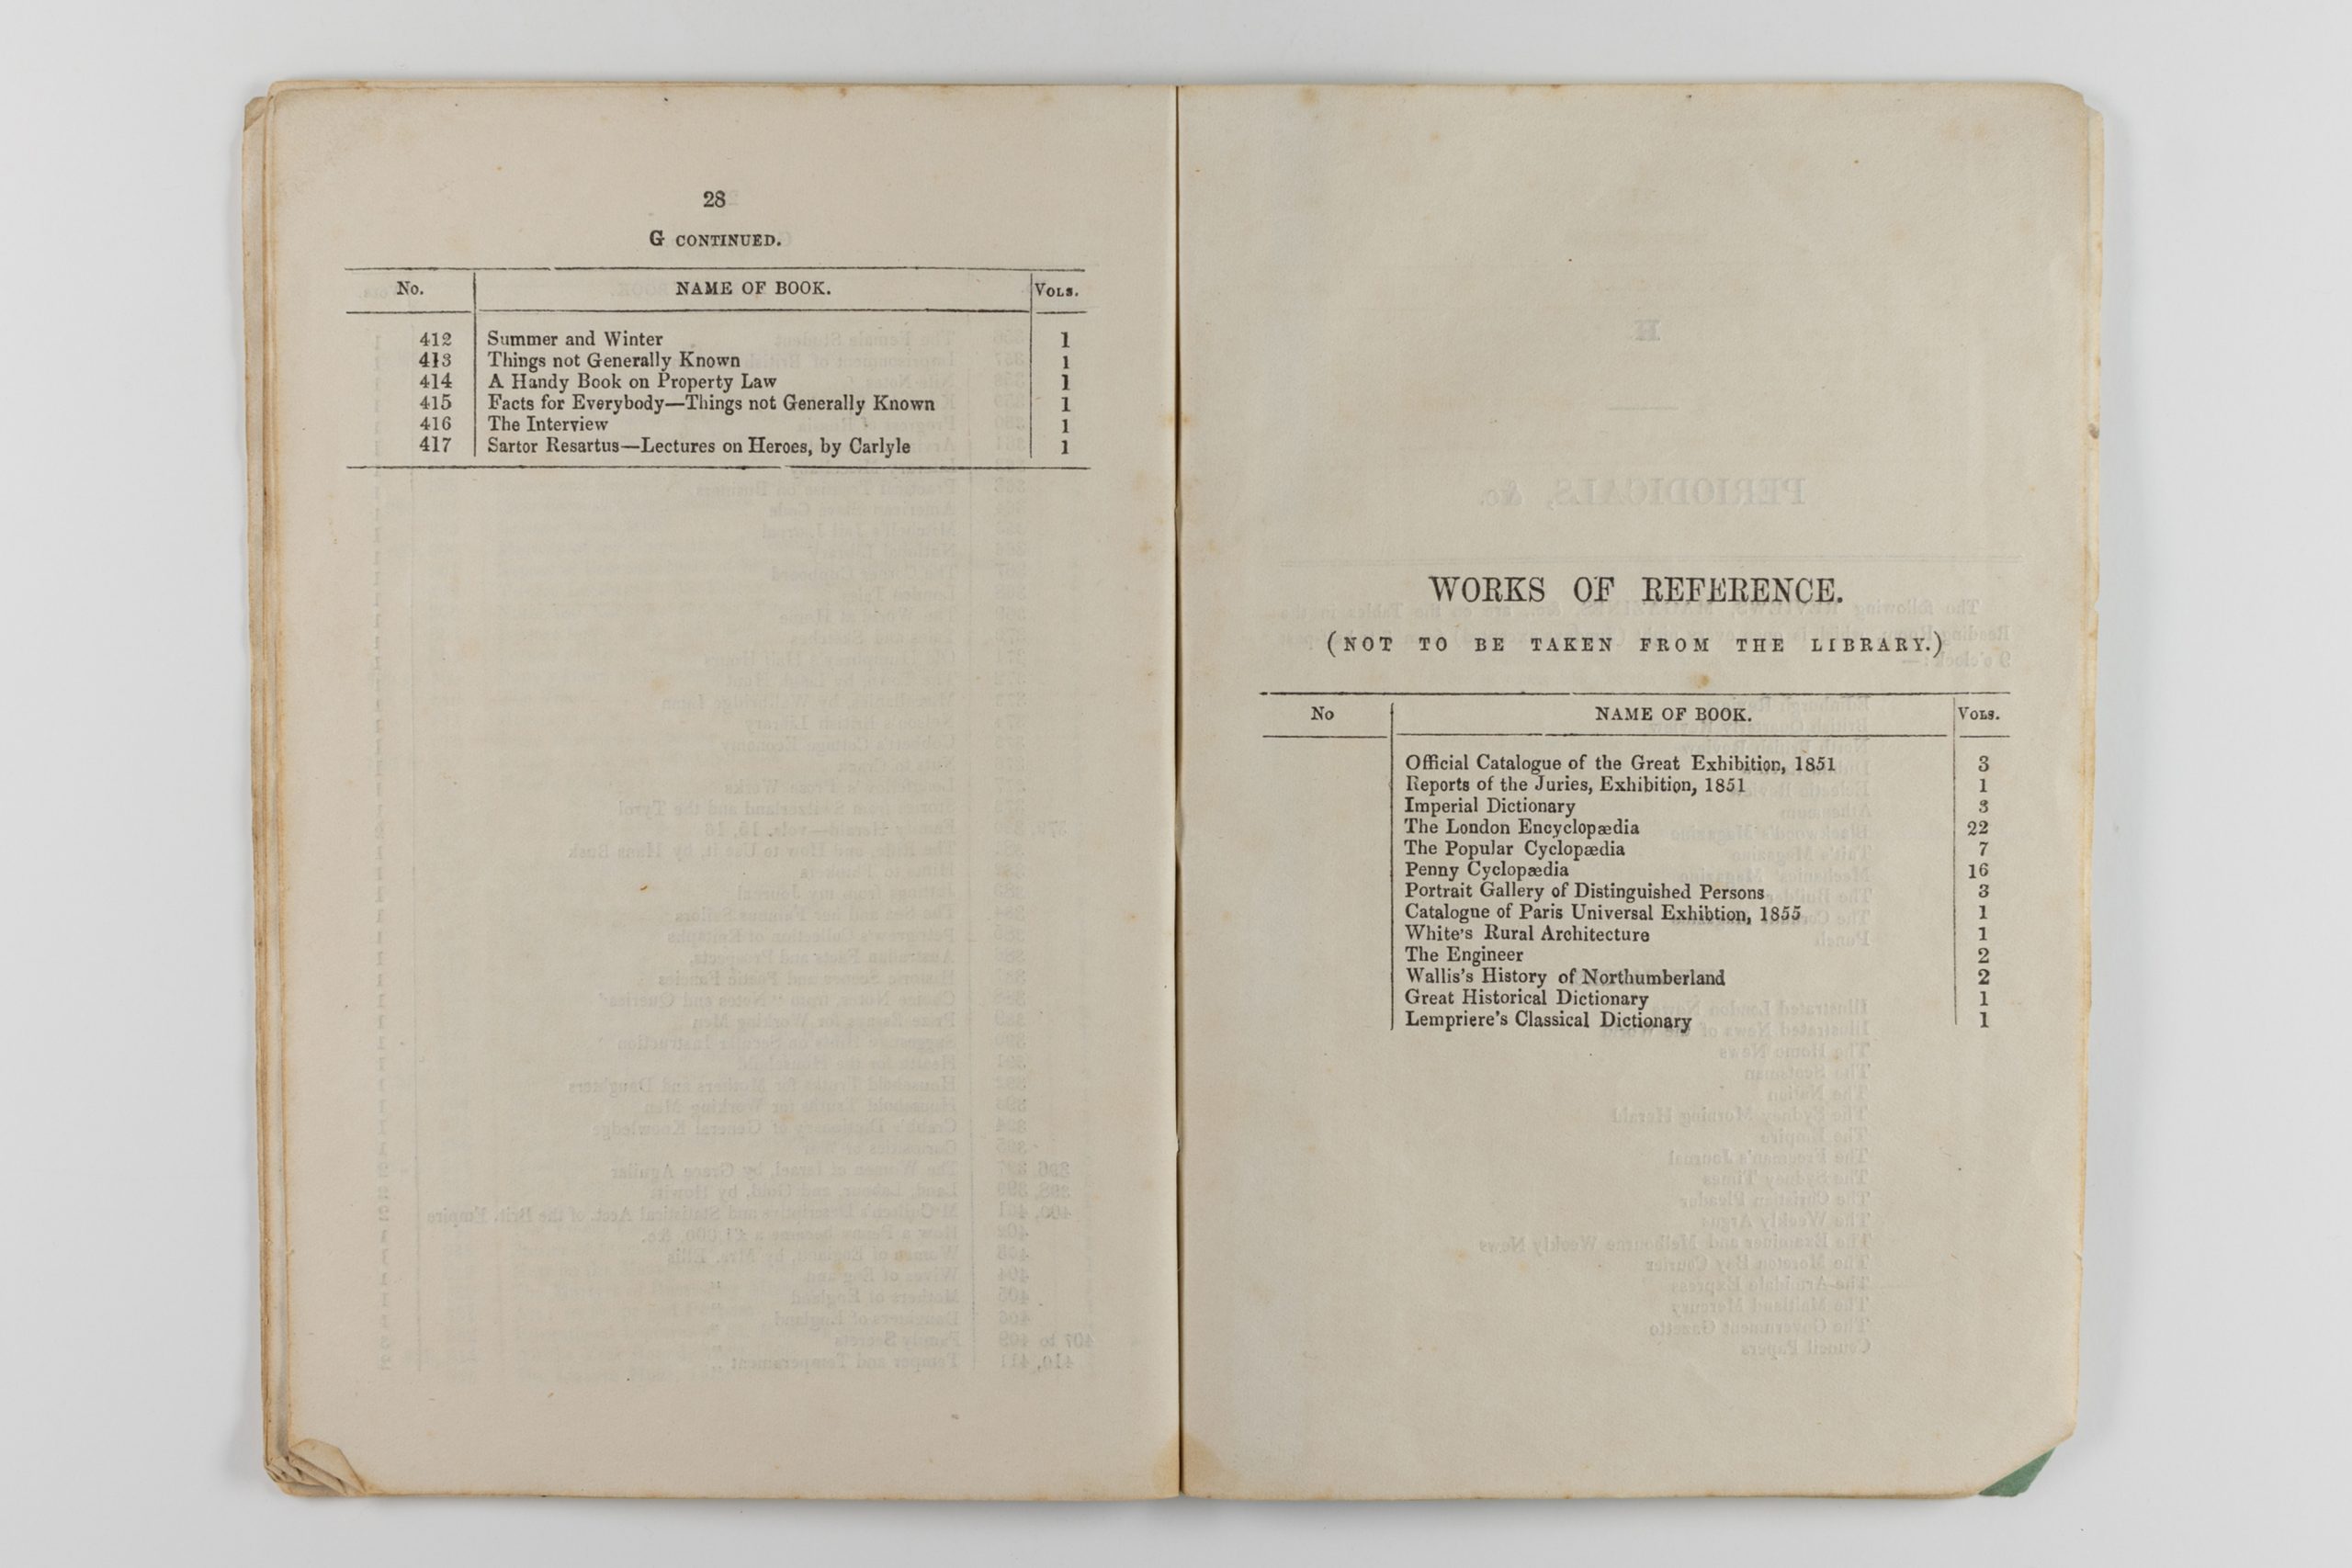 28
G CONTINUED.
No. NAME OF BOOK. VOLS.
412 Summer and Winter 1
413 Things not Generally Known 1
414 A Handy Book on Property Law 1
415 Facts for Everybody—Things not Generally Known 1
416 The Interview 1
417 Sartor Resartus—Lectures on Heroes, by Carlyle 1
WORKS OF REFERENCE.
(NOT TO BE TAKEN FROM THE LIBRARY.)
No NAME OF BOOK. VOLS.
Official Catalogue of the Great Exhibition, 1851 3
Reports of the Juries, Exhibition, 1851 1
Imperial Dictionary 3
The London Encyclopædia 22
The Popular Cyclopædia 7
Penny Cyclopædia 16
Portrait Gallery of Distinguished Persons 3
Catalogue of Paris Universal Exhibtion, 1855 1
White's Rural Architecture 1
The Engineer 2
Wallis's History of Northumberland 2
Great Historical Dictionary 1
Lempriere's Classical Dictionary 1